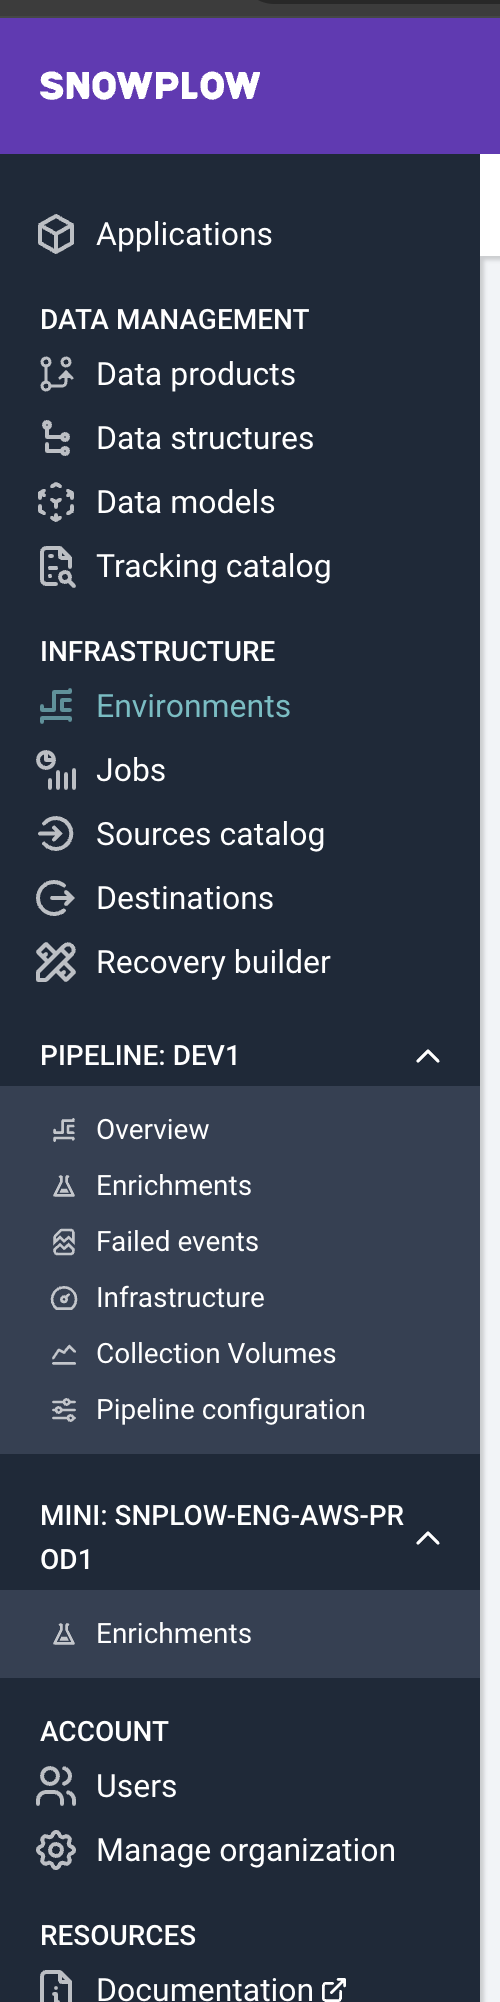 SNOWPLOW
Applications
DATA MANAGEMENT
Data products
Data structures
Data models
Tracking catalog
INFRASTRUCTURE
Environments
Jobs
Sources catalog
Destinations
Recovery builder
PIPELINE: DEV1
Overview
Enrichments
Failed events
Infrastructure
Collection Volumes
Pipeline configuration
MINI: SNPLOW-ENG-AWS-PR
OD1
Enrichments
ACCOUNT
Users
Manage organization
RESOURCES
Documentation